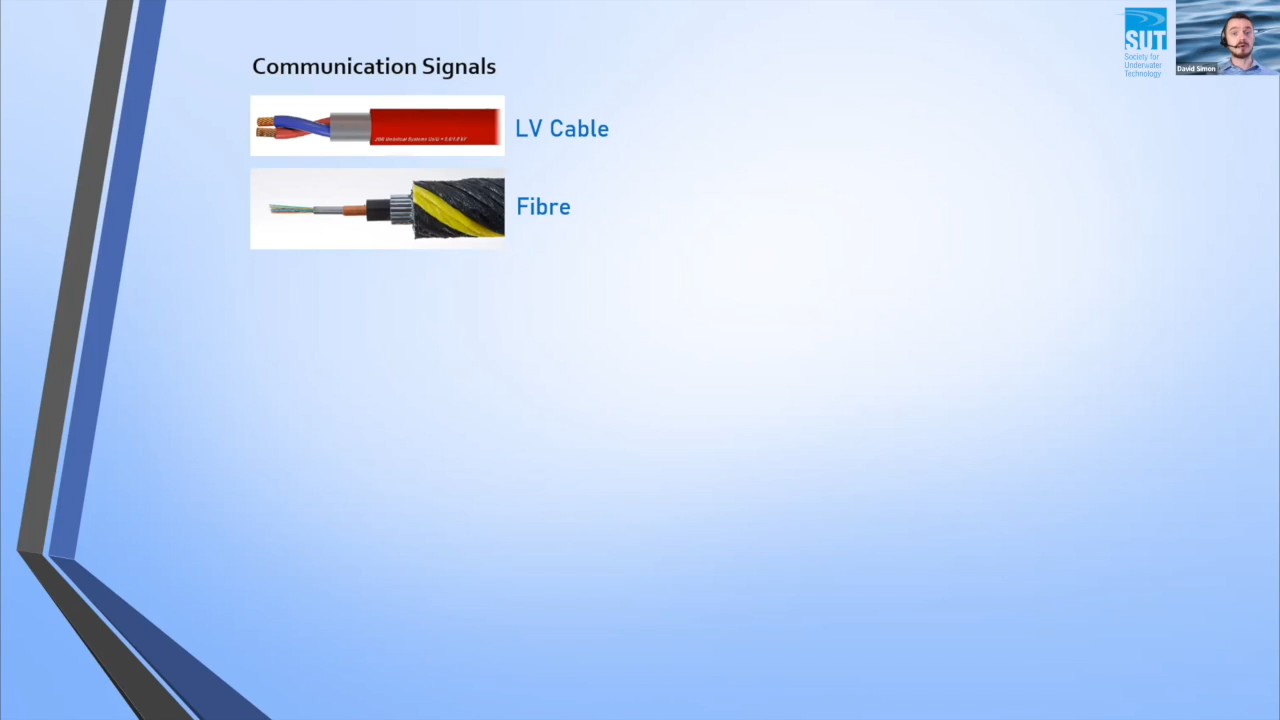 Communication Signals
LV Cable
Fibre
SUT
Society for
Underwater
Technology
David Simon